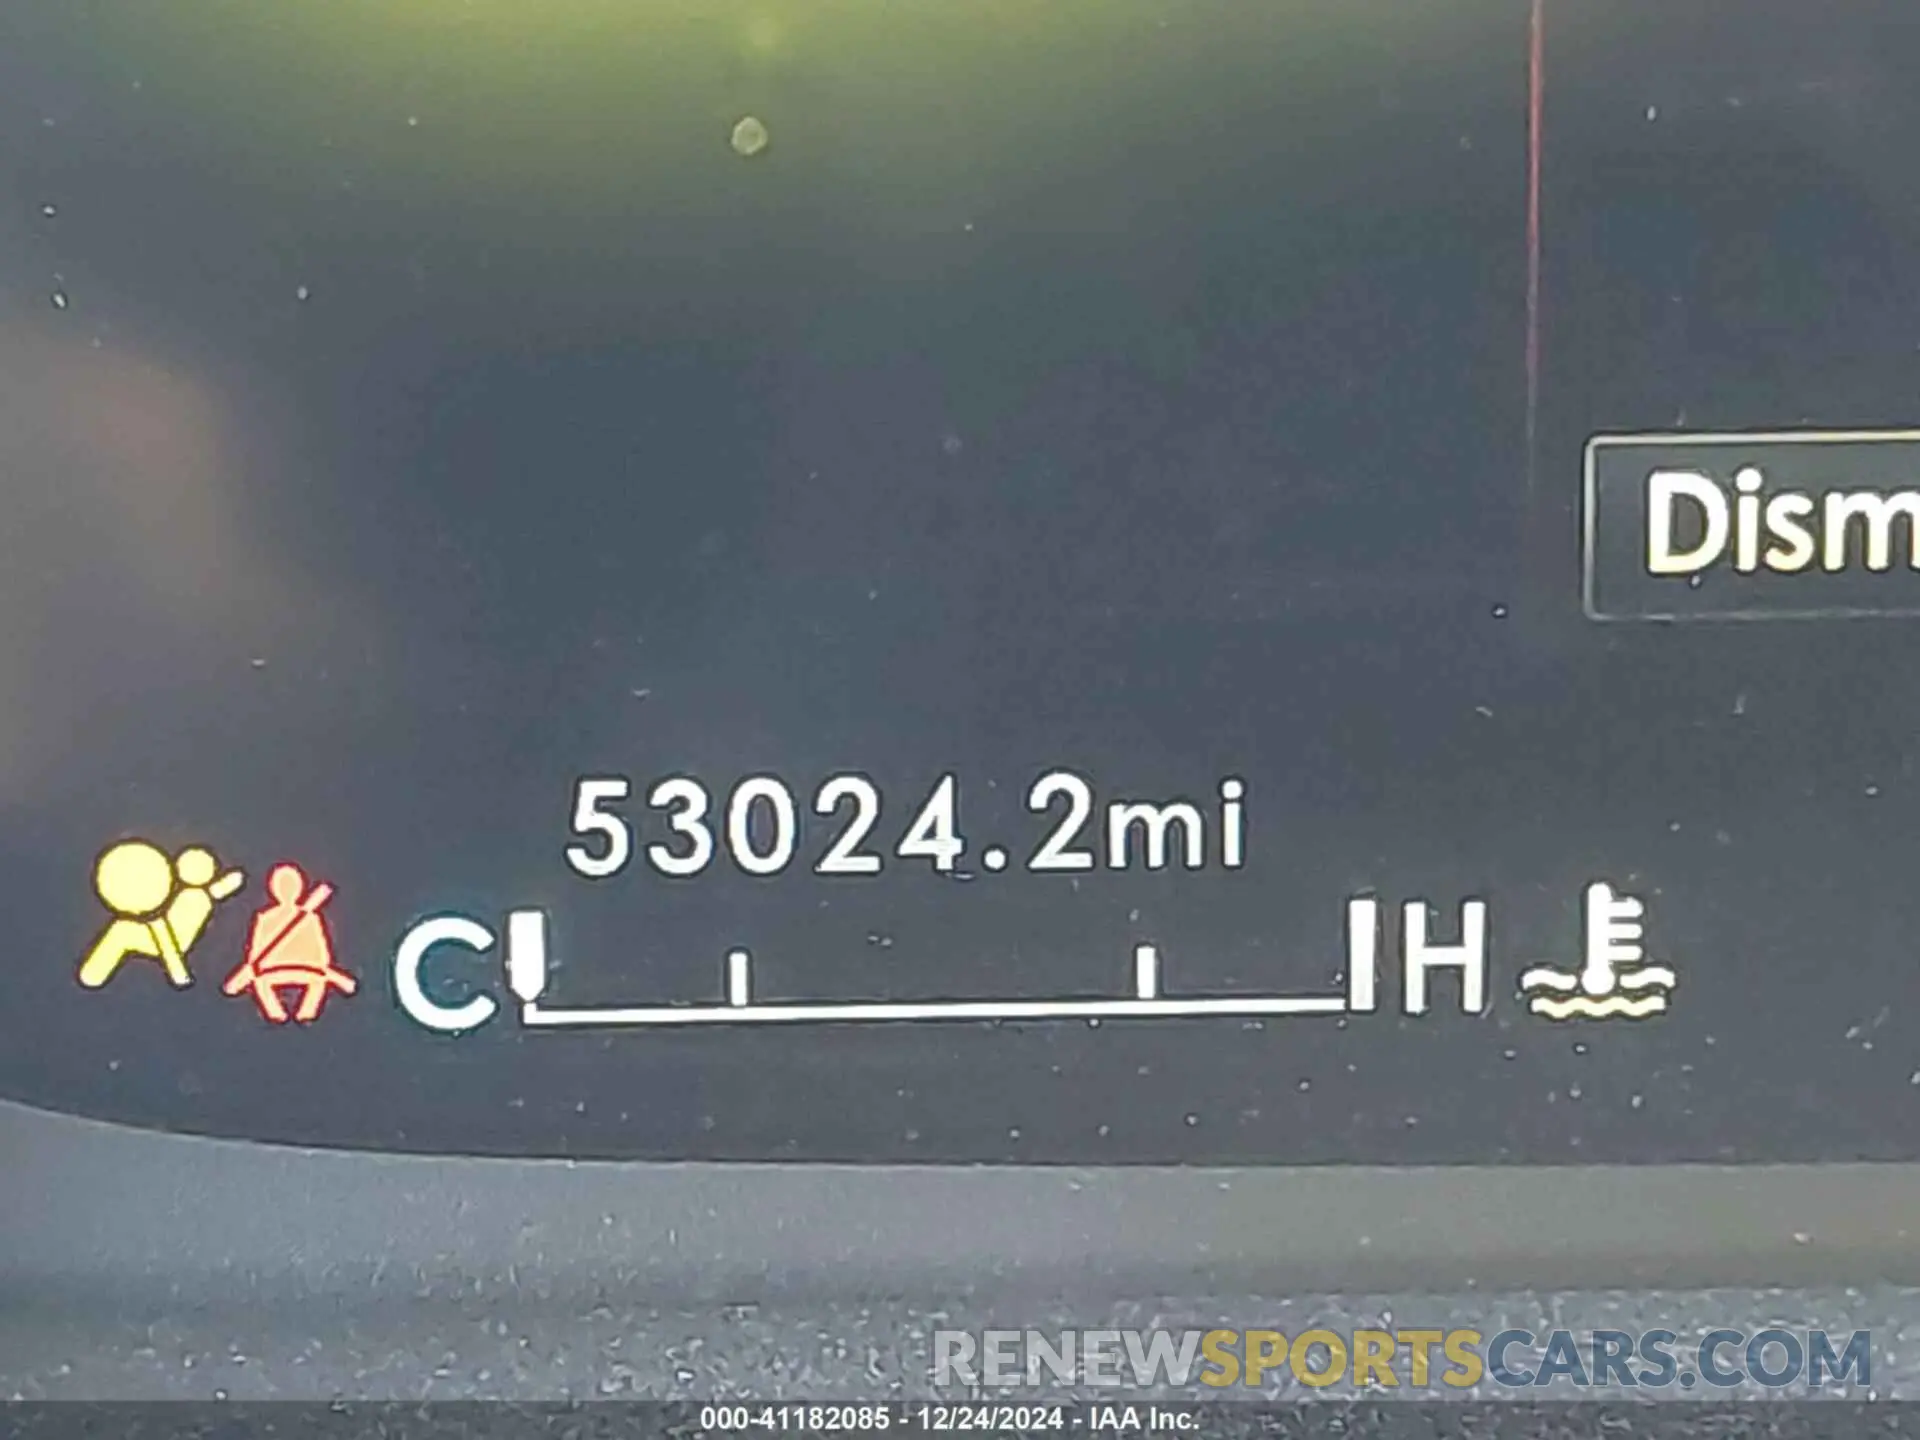 Dism
53024.2mi
C H
RENEWSPORTSCARS.COM
000-41182085 - 12/24/2024 - IAA Inc.